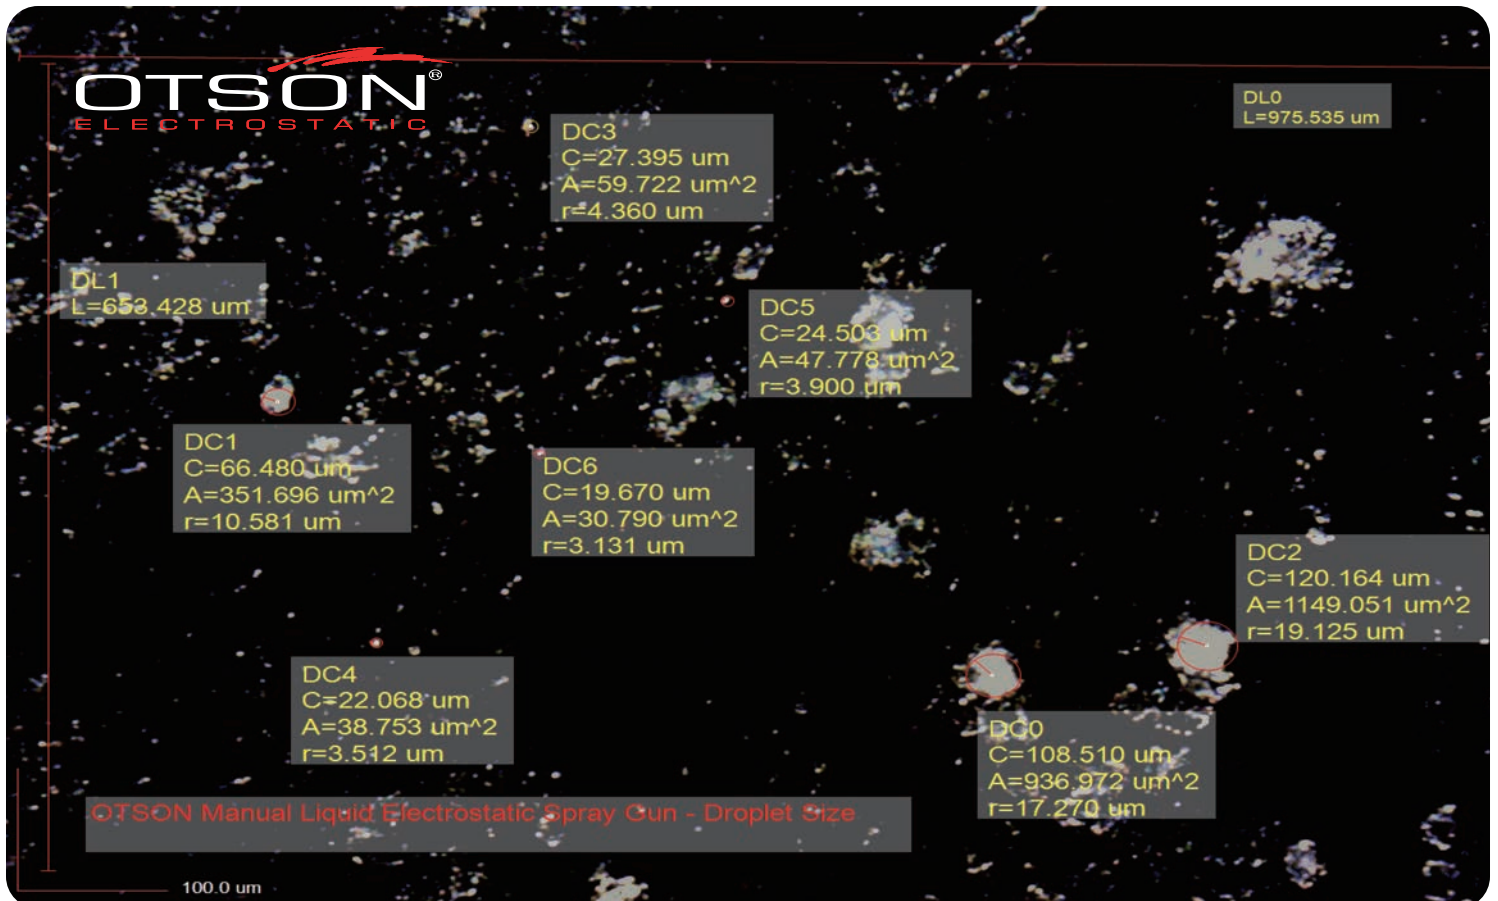 OTSON®
ELECTROSTATIC
DL0
L=975.535 um
DC3
C=27.395 um
A=59.722 um^2
r=4.360 um
DL1
L=653.428 um
DC5
C=24.503 um
A=47.778 um^2
r=3.900 um
DC1
C=66.480 um
A=351.696 um^2
r=10.581 um
DC6
C=19.670 um
A=30.790 um^2
r=3.131 um
DC2
C=120.164 um
A=1149.051 um^2
r=19.125 um
DC4
C=22.068 um
A=38.753 um^2
r=3.512 um
DC0
C=108.510 um
A=936.972 um^2
r=17.270 um
OTSON Manual Liquid Electrostatic Spray Gun - Droplet Size
100.0 um